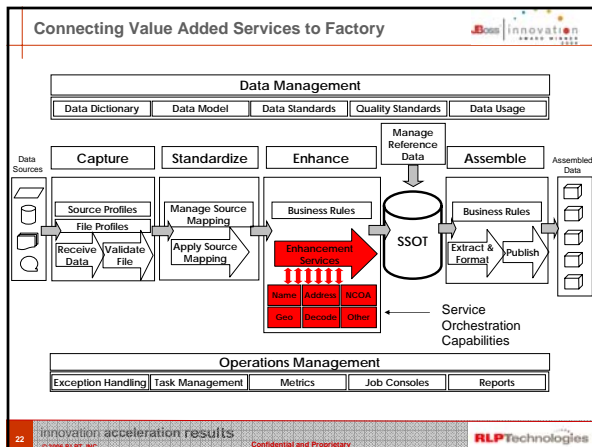 Connecting Value Added Services to Factory
JBoss innovation
AWARD WINNER
Data Management
Data Dictionary
Data Model
Data Standards
Quality Standards
Data Usage
Manage
Reference
Data
Data
Sources
Capture
Standardize
Enhance
Assemble
Assembled
Data
Source Profiles
File Profiles
Receive
Data
Validate
File
Manage Source
Mapping
Apply Source
Mapping
Business Rules
Enhancement
Services
Name
Address
NCOA
Geo
Decode
Other
SSOT
Business Rules
Extract &
Format
Publish
Service
Orchestration
Capabilities
Operations Management
Exception Handling
Task Management
Metrics
Job Consoles
Reports
22
innovation acceleration results
Confidential and Proprietary
RLPTechnologies